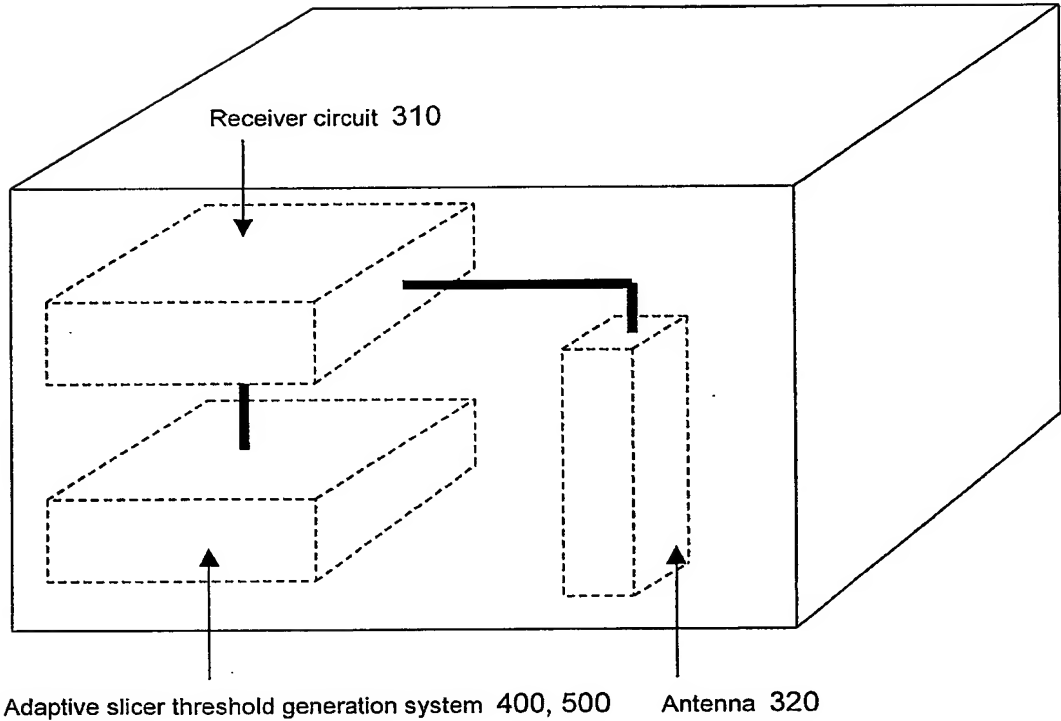 Receiver circuit 310
Adaptive slicer threshold generation system 400, 500
Antenna 320